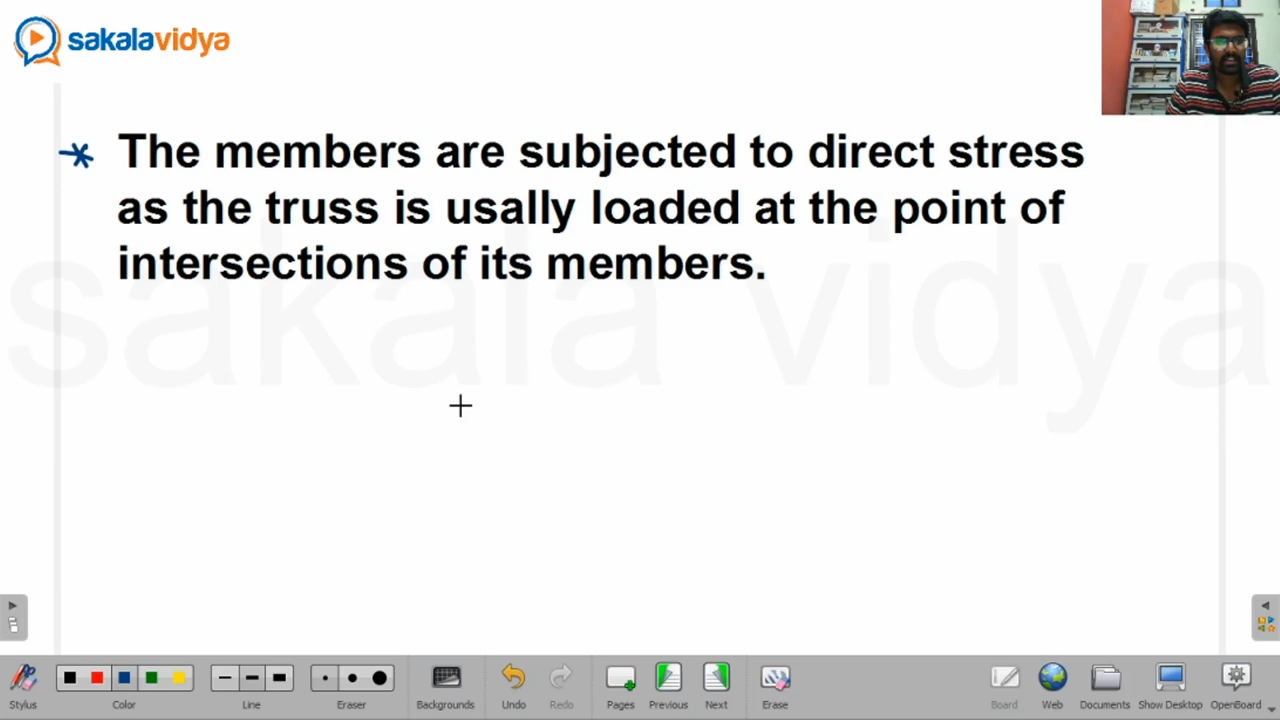 sakalavidya
The members are subjected to direct stress
as the truss is usally loaded at the point of
intersections of its members.
sakala vidya
Stylus
Color
Line
Eraser
Backgrounds
Undo
Redo
Pages
Previous
Next
Erase
Board
Web
Documents
Show Desktop
OpenBoard